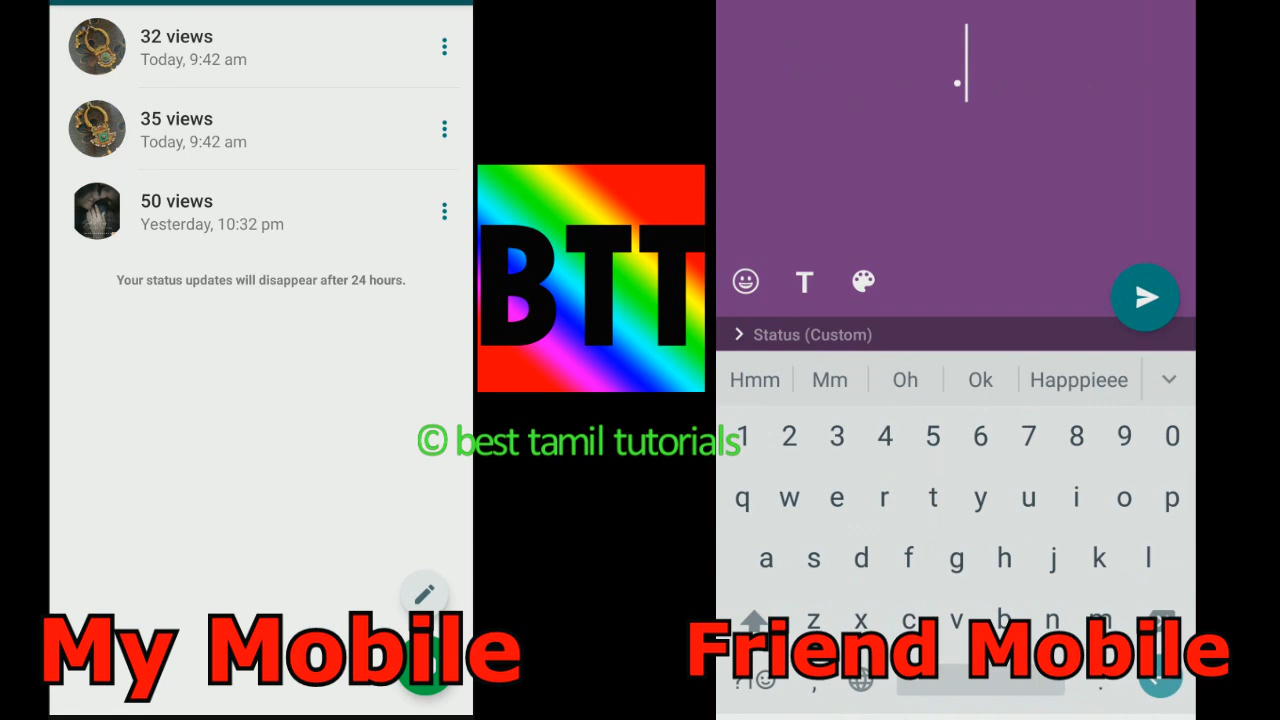 32 views
Today, 9:42 am
35 views
Today, 9:42 am
50 views
Yesterday, 10:32 pm
Your status updates will disappear after 24 hours.
My Mobile
BTT
© best tamil tutorials
.
T
Status (Custom)
Hmm Mm Oh Ok Happpieee
1 2 3 4 5 6 7 8 9 0
q w e r t y u i o p
a s d f g h j k l
z x c v b n m
?!☺ , .
Friend Mobile